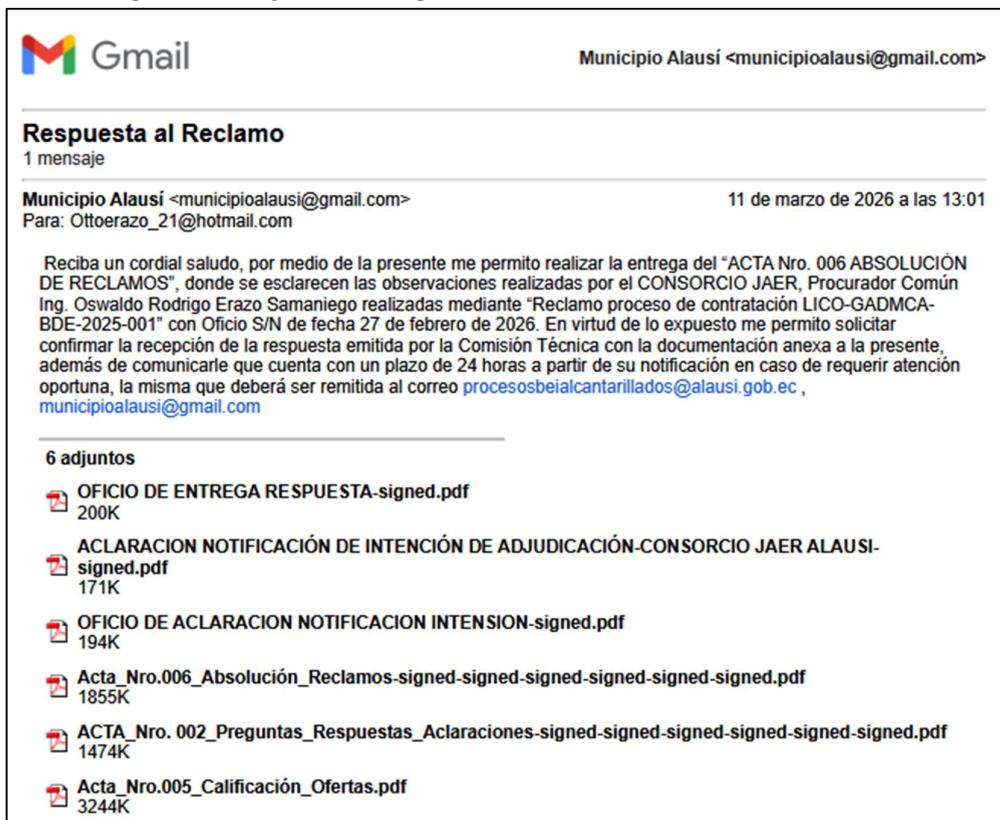 Gmail
Municipio Alausí <municipioalausi@gmail.com>
Respuesta al Reclamo
1 mensaje
Municipio Alausí <municipioalausi@gmail.com>
11 de marzo de 2026 a las 13:01
Para: Ottoerazo_21@hotmail.com
Reciba un cordial saludo, por medio de la presente me permito realizar la entrega del “ACTA Nro. 006 ABSOLUCIÓN
DE RECLAMOS”, donde se esclarecen las observaciones realizadas por el CONSORCIO JAER, Procurador Común
Ing. Oswaldo Rodrigo Erazo Samaniego realizadas mediante “Reclamo proceso de contratación LICO-GADMCA-
BDE-2025-001” con Oficio S/N de fecha 27 de febrero de 2026. En virtud de lo expuesto me permito solicitar
confirmar la recepción de la respuesta emitida por la Comisión Técnica con la documentación anexa a la presente,
además de comunicarle que cuenta con un plazo de 24 horas a partir de su notificación en caso de requerir atención
oportuna, la misma que deberá ser remitida al correo procesosbeialcantarillados@alausi.gob.ec ,
municipioalausi@gmail.com
6 adjuntos
OFICIO DE ENTREGA RESPUESTA-signed.pdf
200K
ACLARACION NOTIFICACIÓN DE INTENCIÓN DE ADJUDICACIÓN-CONSORCIO JAER ALAUSI-
signed.pdf
171K
OFICIO DE ACLARACION NOTIFICACION INTENSION-signed.pdf
194K
Acta_Nro.006_Absolución_Reclamos-signed-signed-signed-signed-signed-signed.pdf
1855K
ACTA_Nro. 002_Preguntas_Respuestas_Aclaraciones-signed-signed-signed-signed-signed-signed.pdf
1474K
Acta_Nro.005_Calificación_Ofertas.pdf
3244K